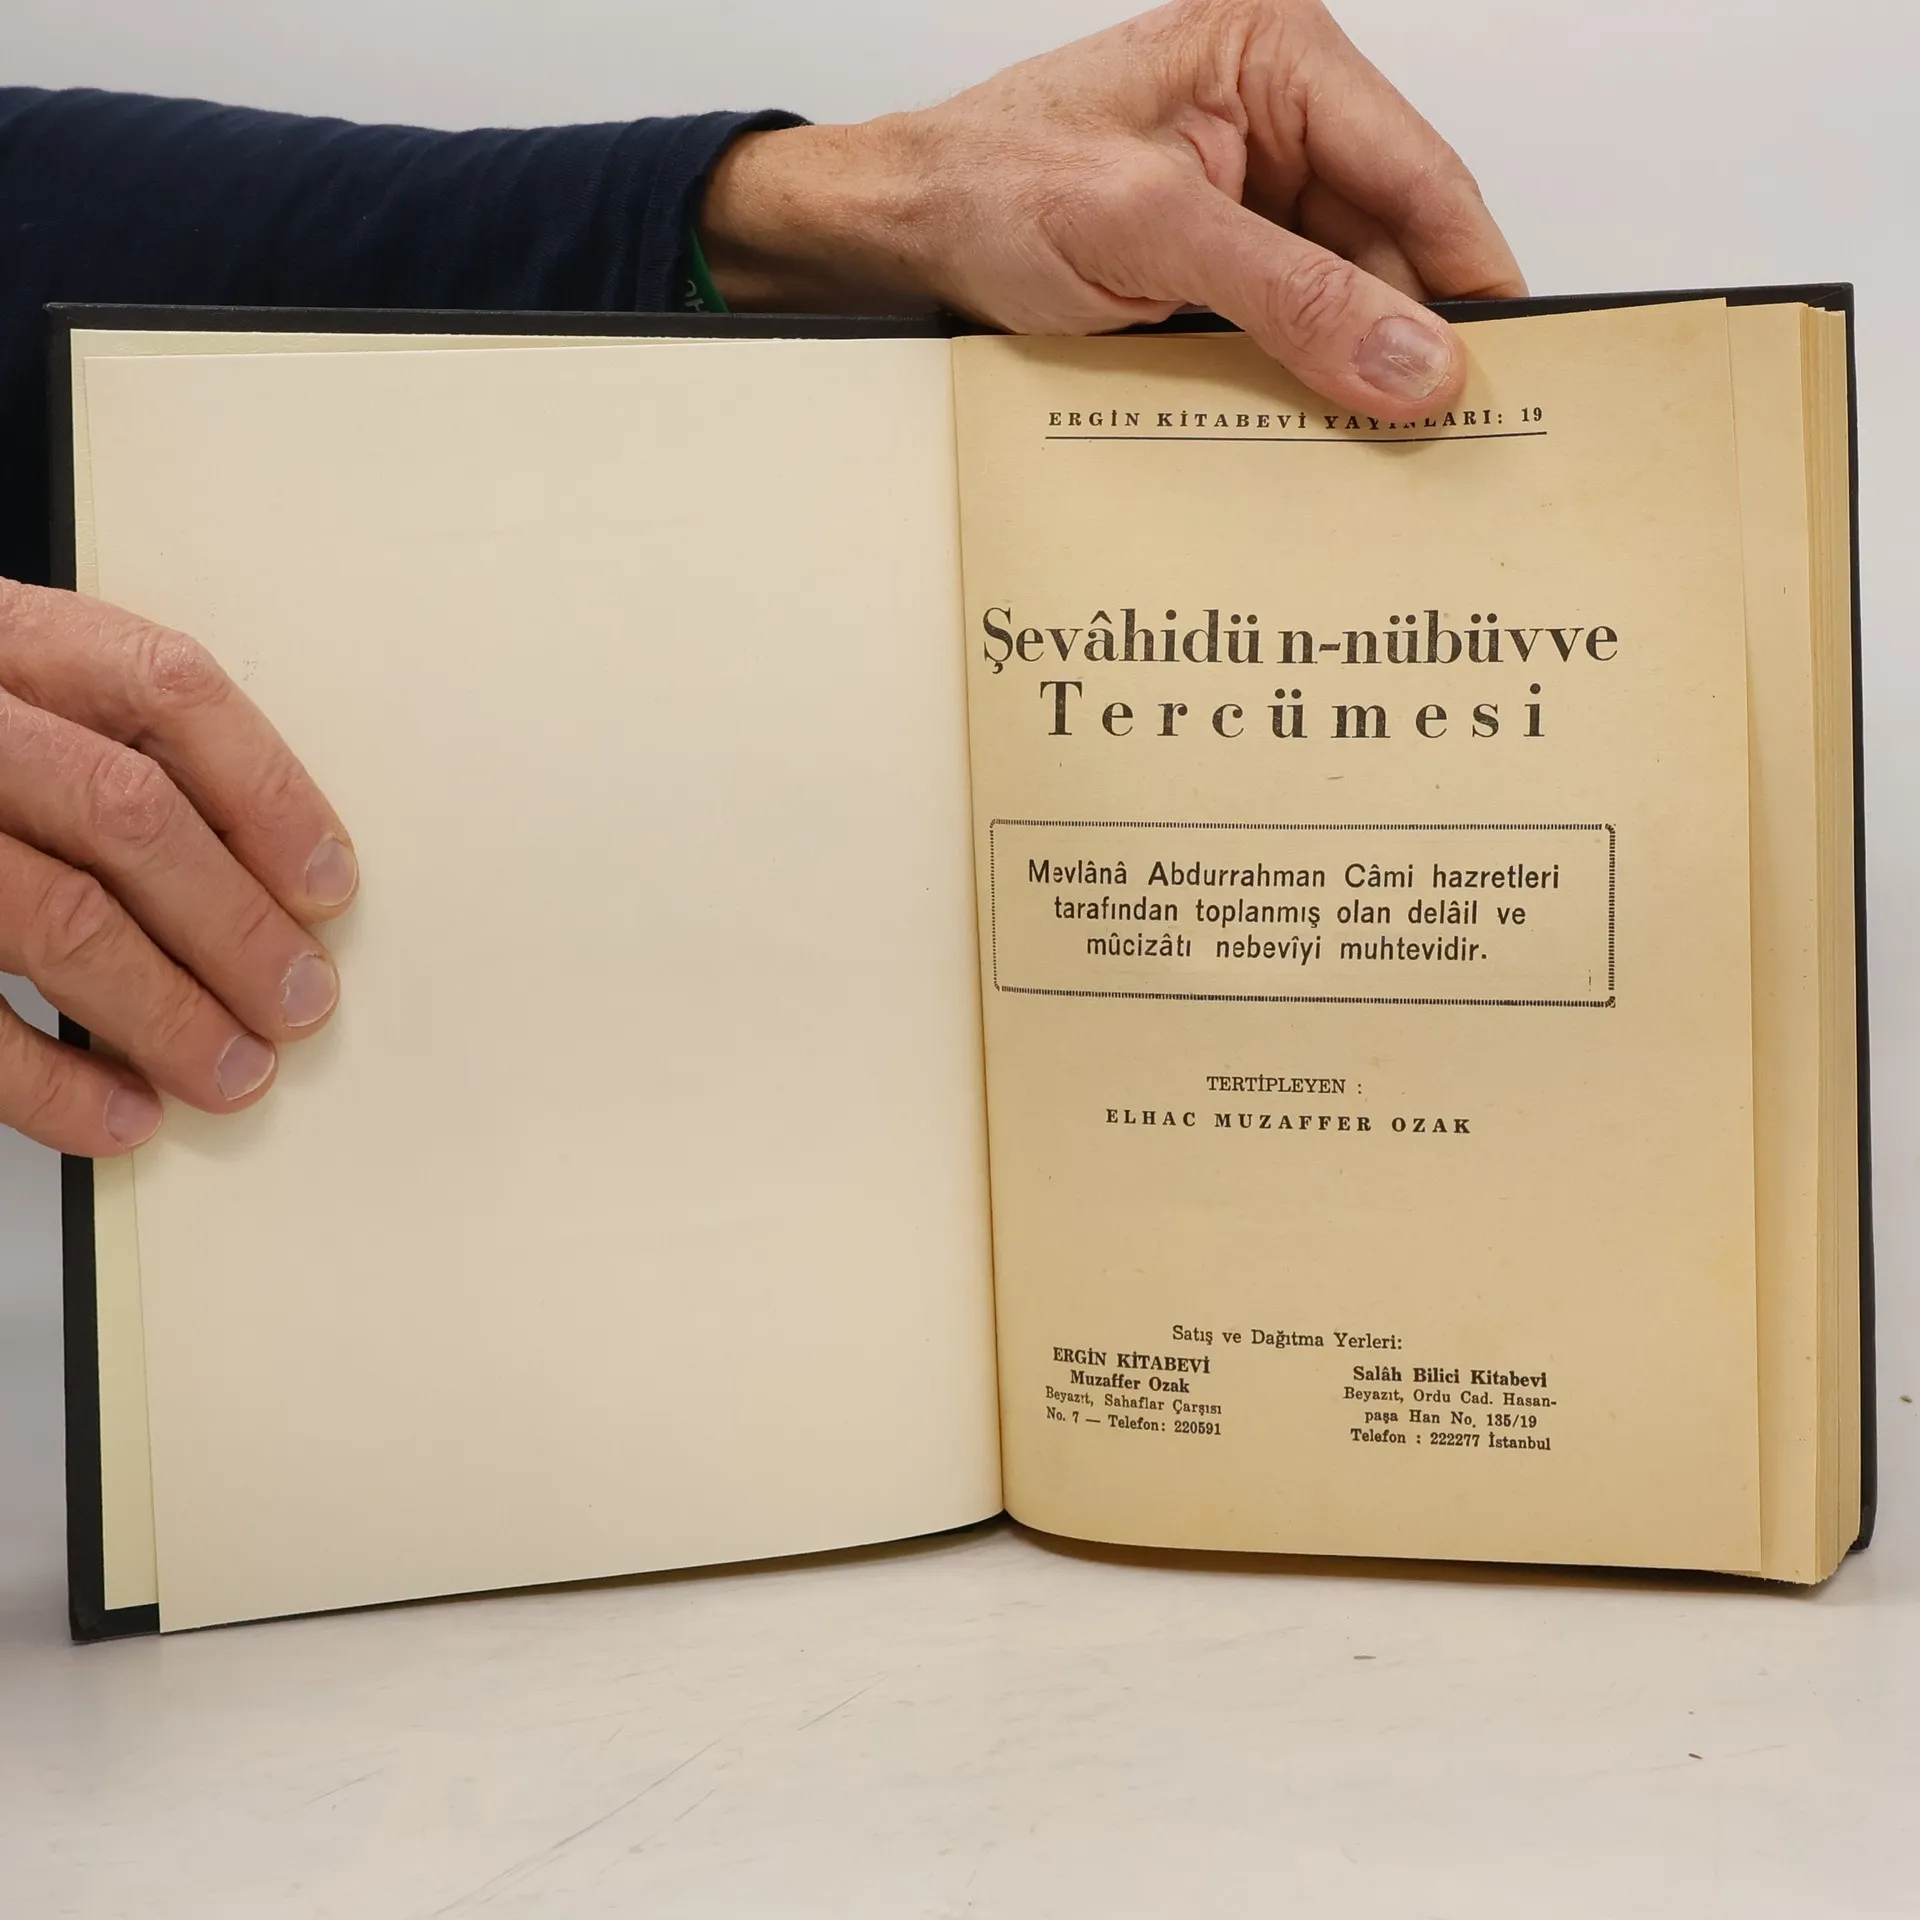 ERGİN KİTABEVİ YAYINLARI: 19
Şevâhidü n-nübüvve
Tercümesi
Mevlânâ Abdurrahman Câmi hazretleri
tarafından toplanmış olan delâil ve
mûcizâtı nebevîyi muhtevidir.
TERTİPLEYEN :
ELHAC MUZAFFER OZAK
Satış ve Dağıtma Yerleri:
ERGİN KİTABEVİ
Muzaffer Ozak
Beyazıt, Sahaflar Çarşısı
No. 7 — Telefon: 220591
Salâh Bilici Kitabevi
Beyazıt, Ordu Cad. Hasan-
paşa Han No. 135/19
Telefon : 222277 İstanbul